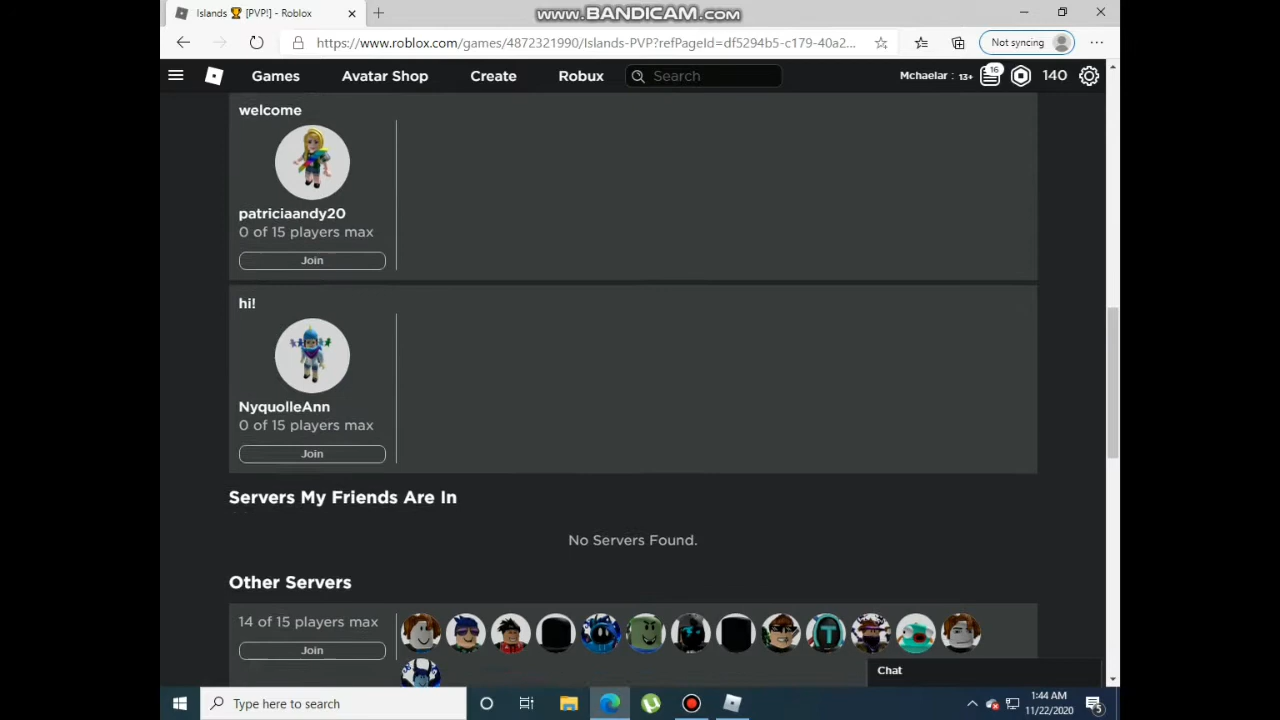 Islands 🏆 [PVP!] - Roblox
www.BANDICAM.com
https://www.roblox.com/games/4872321990/Islands-PVP?refPageId=df5294b5-c179-40a2...
Not syncing
Games
Avatar Shop
Create
Robux
Search
Mchaelar : 13+
16
140
welcome
patriciaandy20
0 of 15 players max
Join
hi!
NyquolleAnn
0 of 15 players max
Join
Servers My Friends Are In
No Servers Found.
Other Servers
14 of 15 players max
Join
T
Chat
Type here to search
1:44 AM
11/22/2020
5